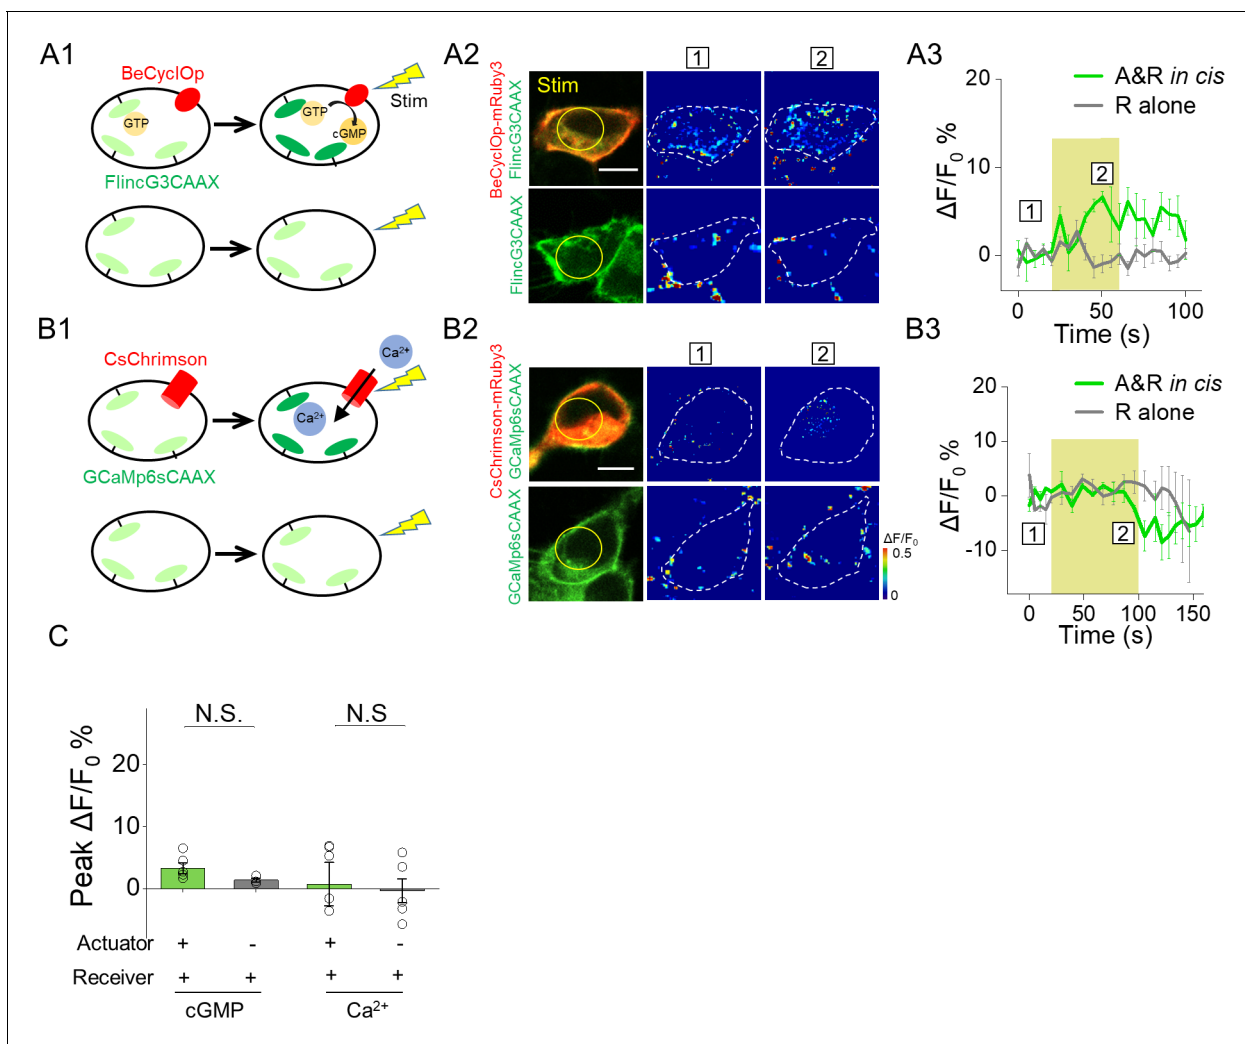 A1
BeCyclOp
Stim
GTP
GTP
cGMP
FlincG3CAAX
A2
1
2
BeCyclOp-mRuby3
FlincG3CAAX
Stim
FlincG3CAAX
A3
20
10
0
ΔF/F₀ %
A&R in cis
R alone
1
2
0
50
100
Time (s)
B1
CsChrimson
Ca²⁺
Ca²⁺
GCaMp6sCAAX
B2
1
2
CsChrimson-mRuby3
GCaMp6sCAAX
GCaMp6sCAAX
ΔF/F₀
0.5
0
B3
20
10
0
-10
ΔF/F₀ %
A&R in cis
R alone
1
2
0
50
100
150
Time (s)
C
N.S.
N.S
Peak ΔF/F₀ %
20
10
0
Actuator + - + -
Receiver + + + +
cGMP
Ca²⁺